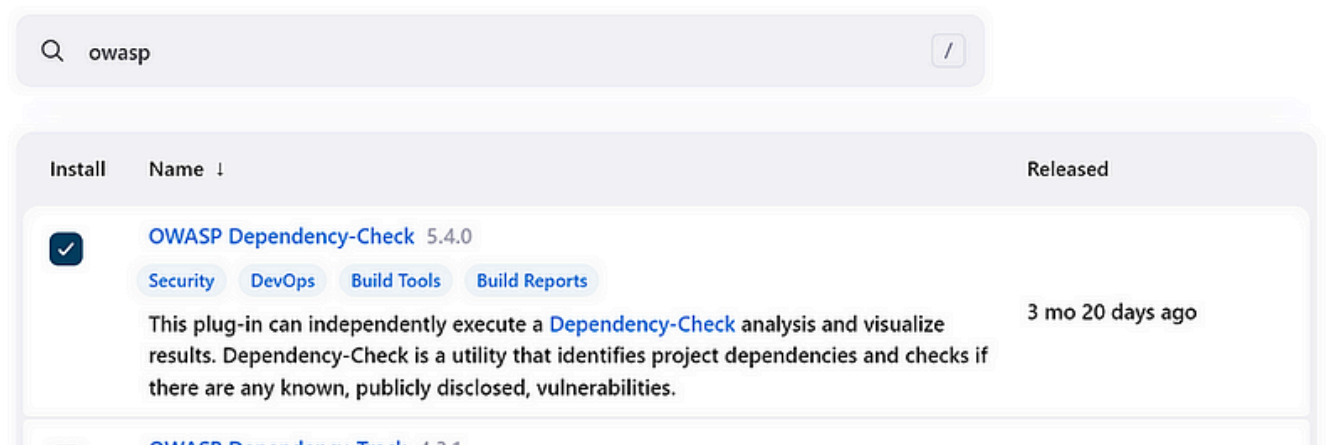 owasp /
Install Name ↓ Released
OWASP Dependency-Check 5.4.0
Security DevOps Build Tools Build Reports
This plug-in can independently execute a Dependency-Check analysis and visualize
results. Dependency-Check is a utility that identifies project dependencies and checks if
there are any known, publicly disclosed, vulnerabilities.
3 mo 20 days ago